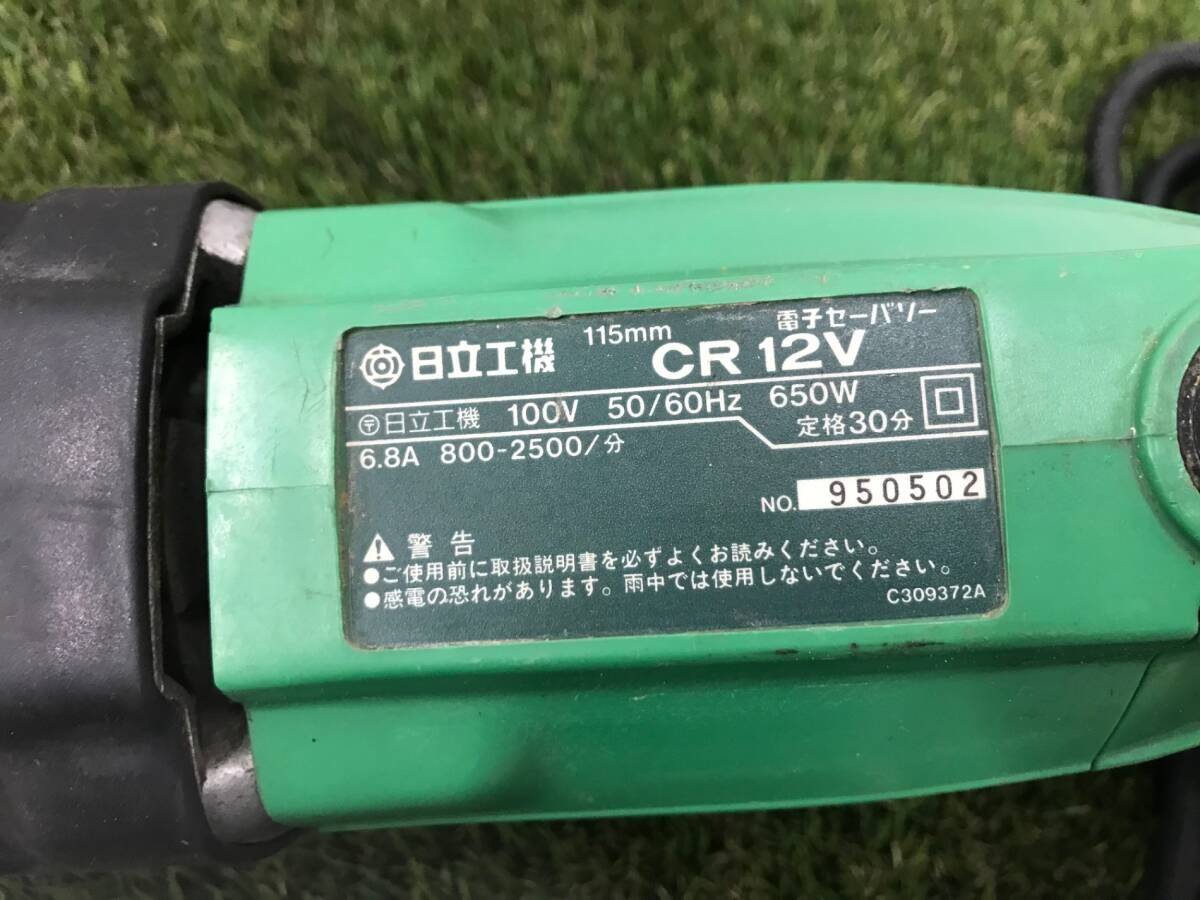 日立工機 115mm 電子セーバソー
CR 12V
〒日立工機 100V 50/60Hz 650W
6.8A 800-2500/分 定格30分
NO. 950502
警告
●ご使用前に取扱説明書を必ずよくお読みください。
●感電の恐れがあります。雨中では使用しないでください。
C309372A